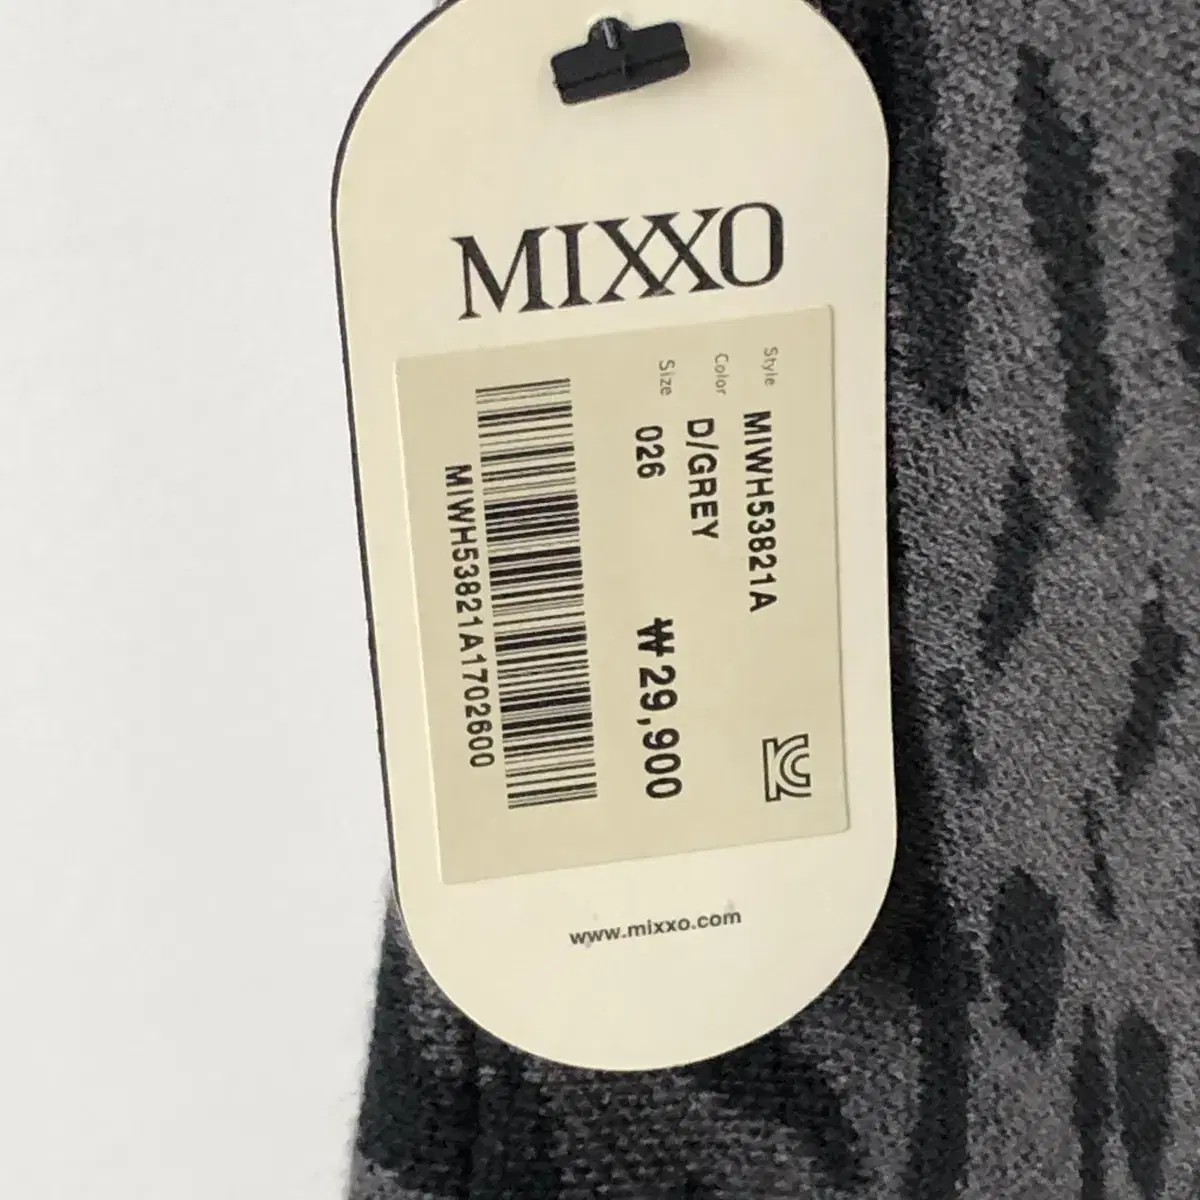 MIXXO
Style MIWH53821A
Color D/GREY
Size 026 ₩29,900
MIWH53821A1702600
www.mixxo.com